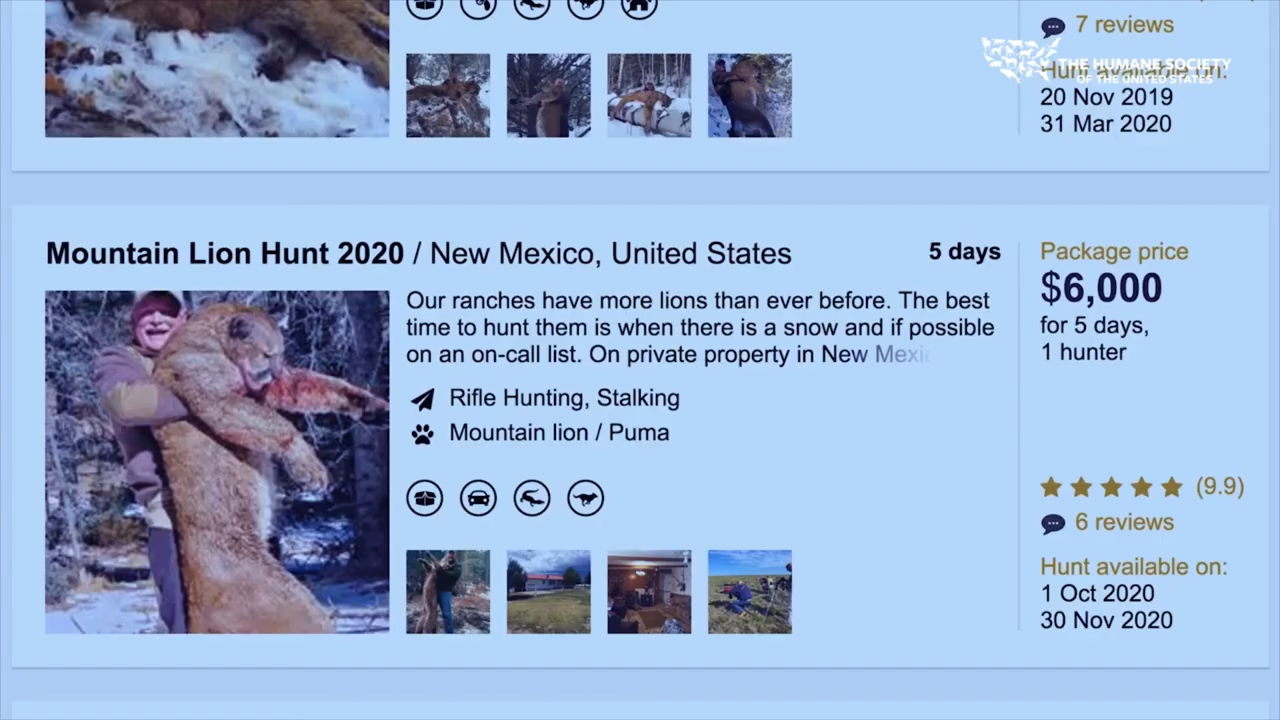 7 reviews
THE HUMANE SOCIETY
OF THE UNITED STATES
Hunt available on:
20 Nov 2019
31 Mar 2020
Mountain Lion Hunt 2020 / New Mexico, United States
5 days
Package price
$6,000
for 5 days,
1 hunter
Our ranches have more lions than ever before. The best
time to hunt them is when there is a snow and if possible
on an on-call list. On private property in New Mexi
Rifle Hunting, Stalking
Mountain lion / Puma
(9.9)
6 reviews
Hunt available on:
1 Oct 2020
30 Nov 2020